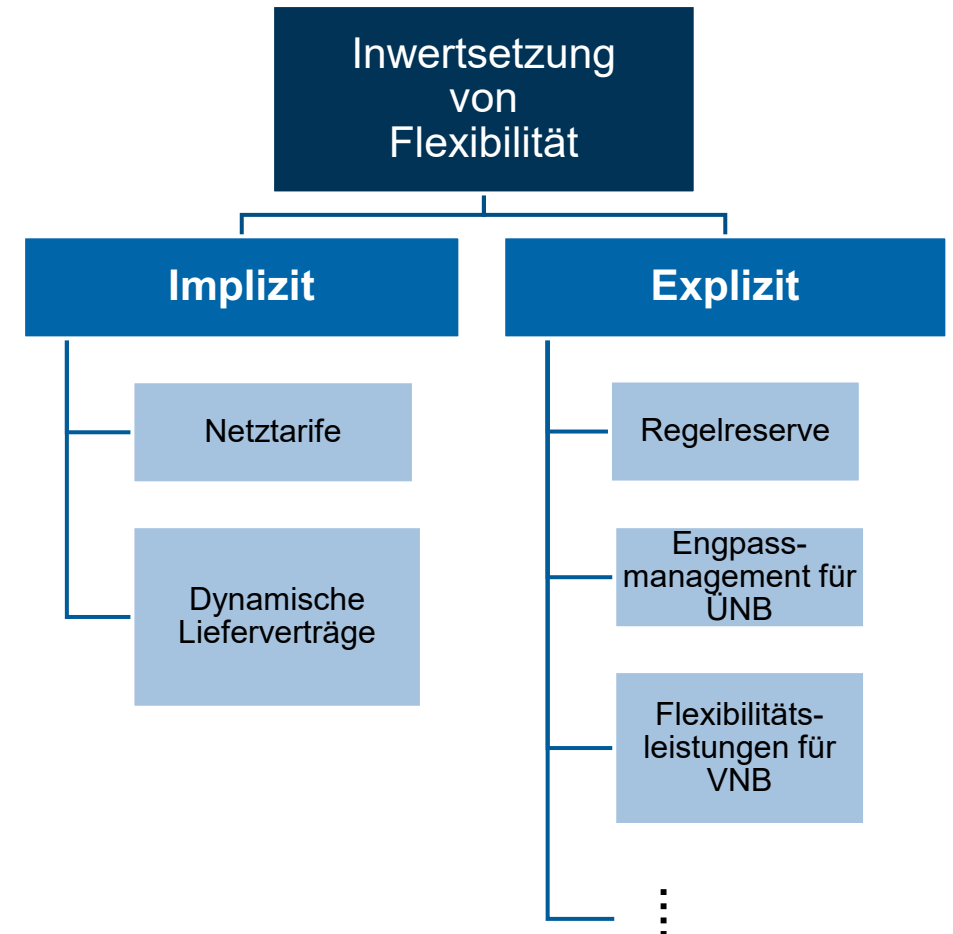 Inwertsetzung
von
Flexibilität
Implizit
Explizit
Netztarife
Dynamische
Lieferverträge
Regelreserve
Engpass-
management für
ÜNB
Flexibilitäts-
leistungen für
VNB